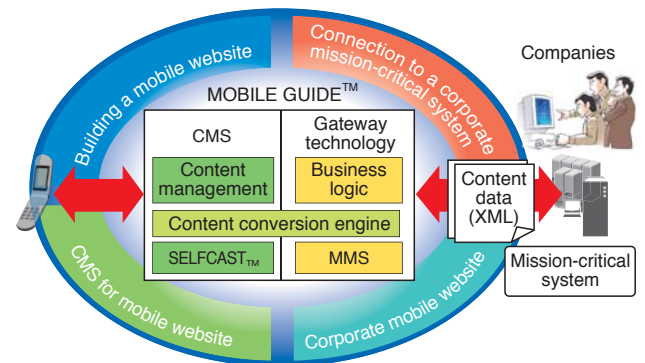 Building a mobile website
Connection to a corporate
mission-critical system
Companies
MOBILE GUIDE™
CMS
Gateway
technology
Content
management
Business
logic
Content conversion engine
SELFCAST™
MMS
Content
data
(XML)
Mission-critical
system
CMS for mobile website
Corporate mobile website